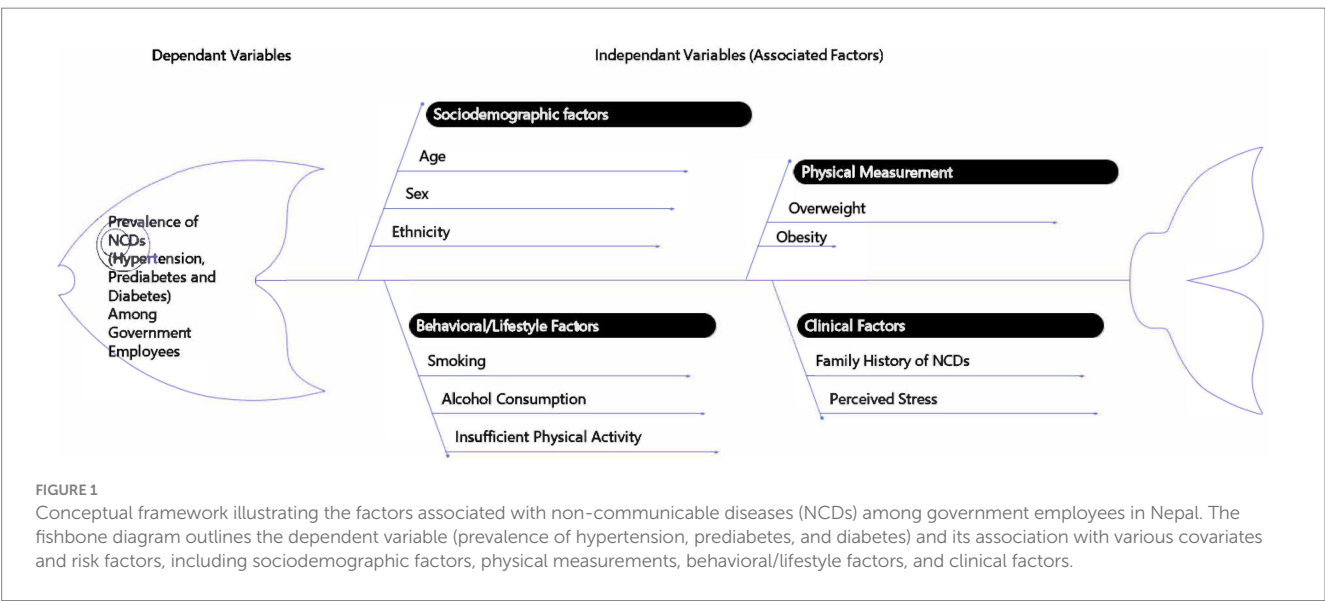 Dependant Variables
Independant Variables (Associated Factors)
Sociodemographic factors
Age
Sex
Ethnicity
Physical Measurement
Overweight
Obesity
Prevalence of
NCDs
(Hypertension,
Prediabetes and
Diabetes)
Among
Government
Employees
Behavioral/Lifestyle Factors
Smoking
Alcohol Consumption
Insufficient Physical Activity
Clinical Factors
Family History of NCDs
Perceived Stress
FIGURE 1
Conceptual framework illustrating the factors associated with non-communicable diseases (NCDs) among government employees in Nepal. The
fishbone diagram outlines the dependent variable (prevalence of hypertension, prediabetes, and diabetes) and its association with various covariates
and risk factors, including sociodemographic factors, physical measurements, behavioral/lifestyle factors, and clinical factors.